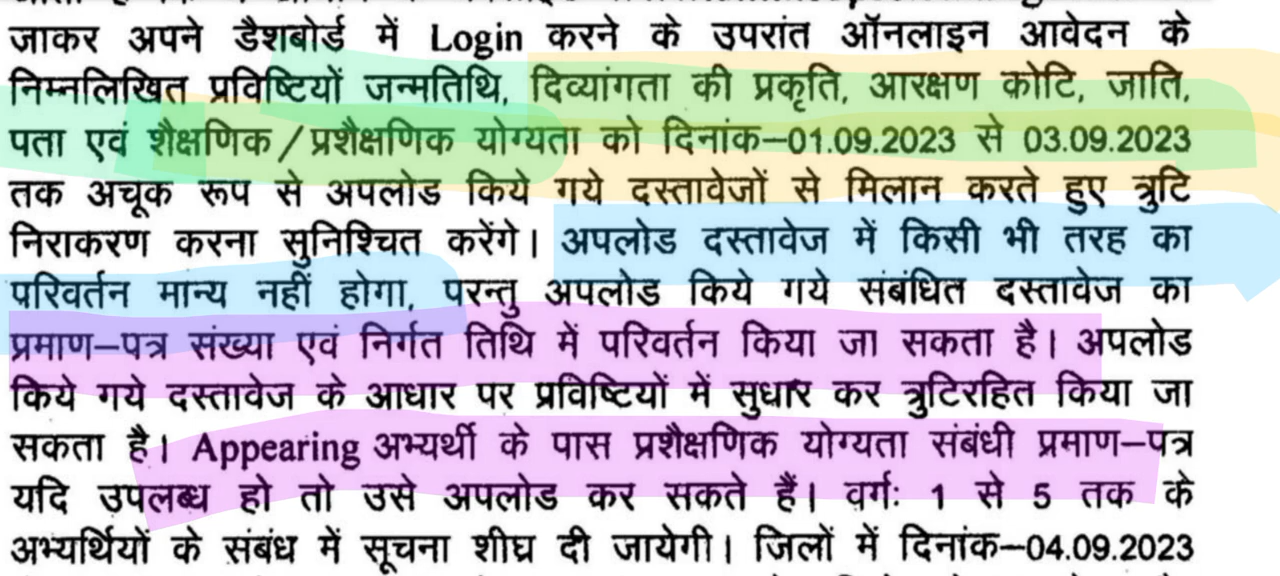 जाकर अपने डैशबोर्ड में Login करने के उपरांत ऑनलाइन आवेदन के
निम्नलिखित प्रविष्टियों जन्मतिथि, दिव्यांगता की प्रकृति, आरक्षण कोटि, जाति,
पता एवं शैक्षणिक/प्रशैक्षणिक योग्यता को दिनांक–01.09.2023 से 03.09.2023
तक अचूक रूप से अपलोड किये गये दस्तावेजों से मिलान करते हुए त्रुटि
निराकरण करना सुनिश्चित करेंगे। अपलोड दस्तावेज में किसी भी तरह का
परिवर्तन मान्य नहीं होगा, परन्तु अपलोड किये गये संबंधित दस्तावेज का
प्रमाण–पत्र संख्या एवं निर्गत तिथि में परिवर्तन किया जा सकता है। अपलोड
किये गये दस्तावेज के आधार पर प्रविष्टियों में सुधार कर त्रुटिरहित किया जा
सकता है। Appearing अभ्यर्थी के पास प्रशैक्षणिक योग्यता संबंधी प्रमाण–पत्र
यदि उपलब्ध हो तो उसे अपलोड कर सकते हैं। वर्गः 1 से 5 तक के
अभ्यर्थियों के संबंध में सूचना शीघ्र दी जायेगी। जिलों में दिनांक–04.09.2023